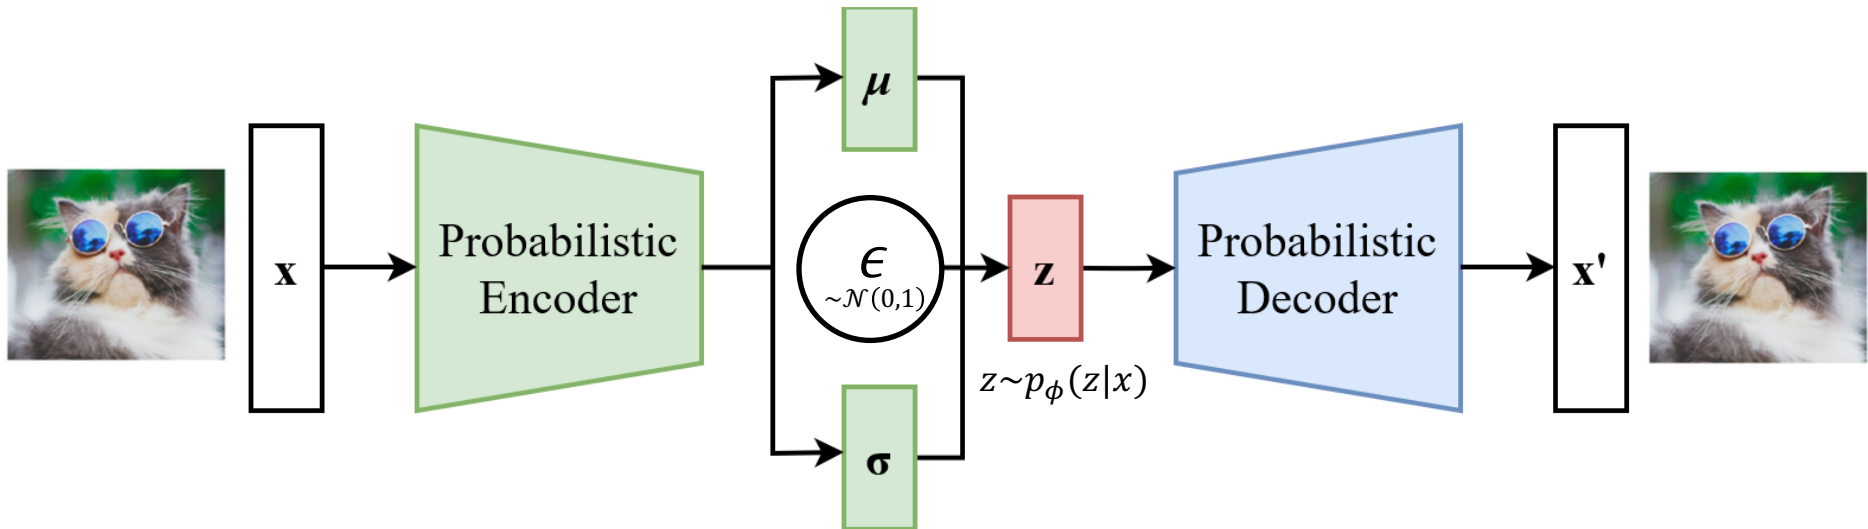 x
Probabilistic
Encoder
μ
ϵ
~𝒩(0,1)
σ
z
z~p_ϕ(z|x)
Probabilistic
Decoder
x'